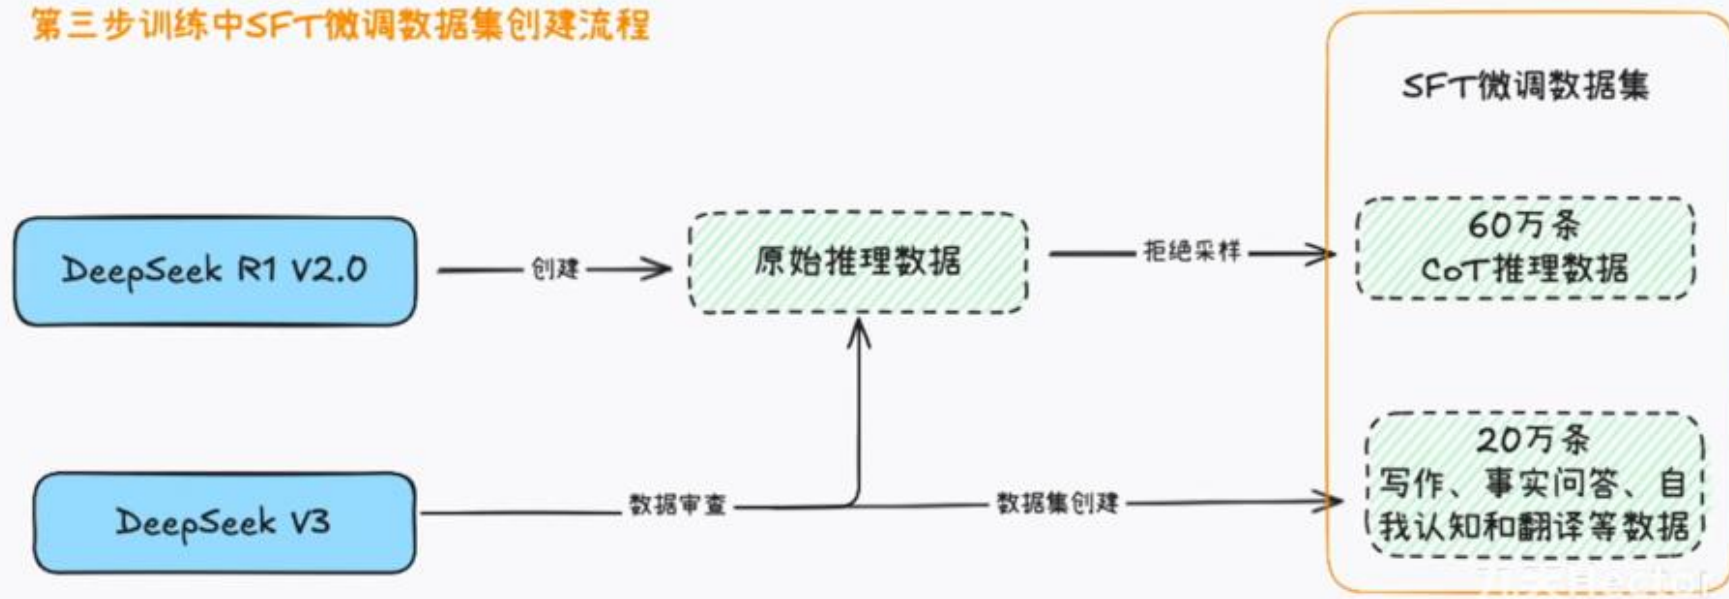 第三步训练中SFT微调数据集创建流程
SFT微调数据集
DeepSeek R1 V2.0
创建
原始推理数据
拒绝采样
60万条
CoT推理数据
DeepSeek V3
数据审查
数据集创建
20万条
写作、事实问答、自
我认知和翻译等数据
Hector